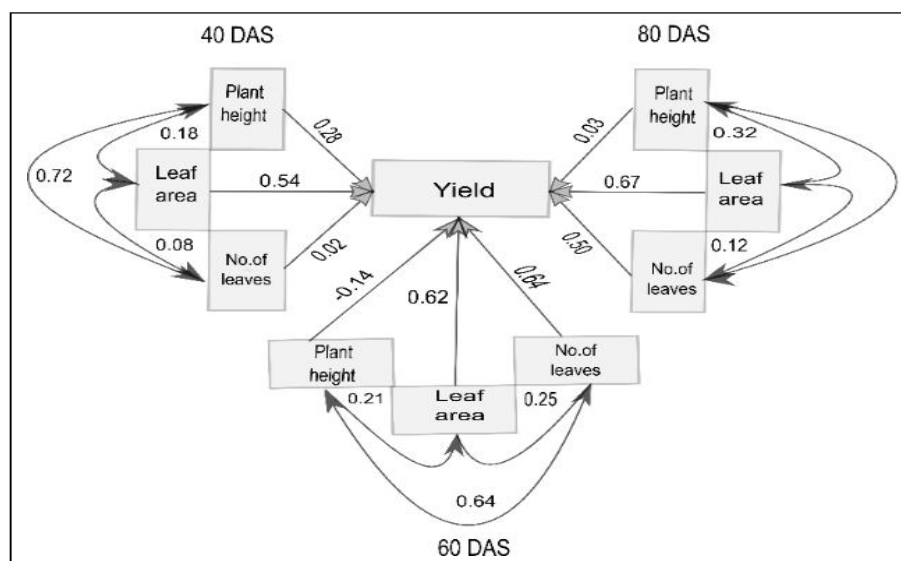 40 DAS
80 DAS
Plant
height
0.18
0.28
0.72
Leaf
area
0.54
0.08
No.of
leaves
0.02
Yield
Plant
height
0.03
0.32
Leaf
area
0.67
0.12
No.of
leaves
0.50
-0.14
0.62
0.64
Plant
height
No.of
leaves
0.21
Leaf
area
0.25
0.64
60 DAS